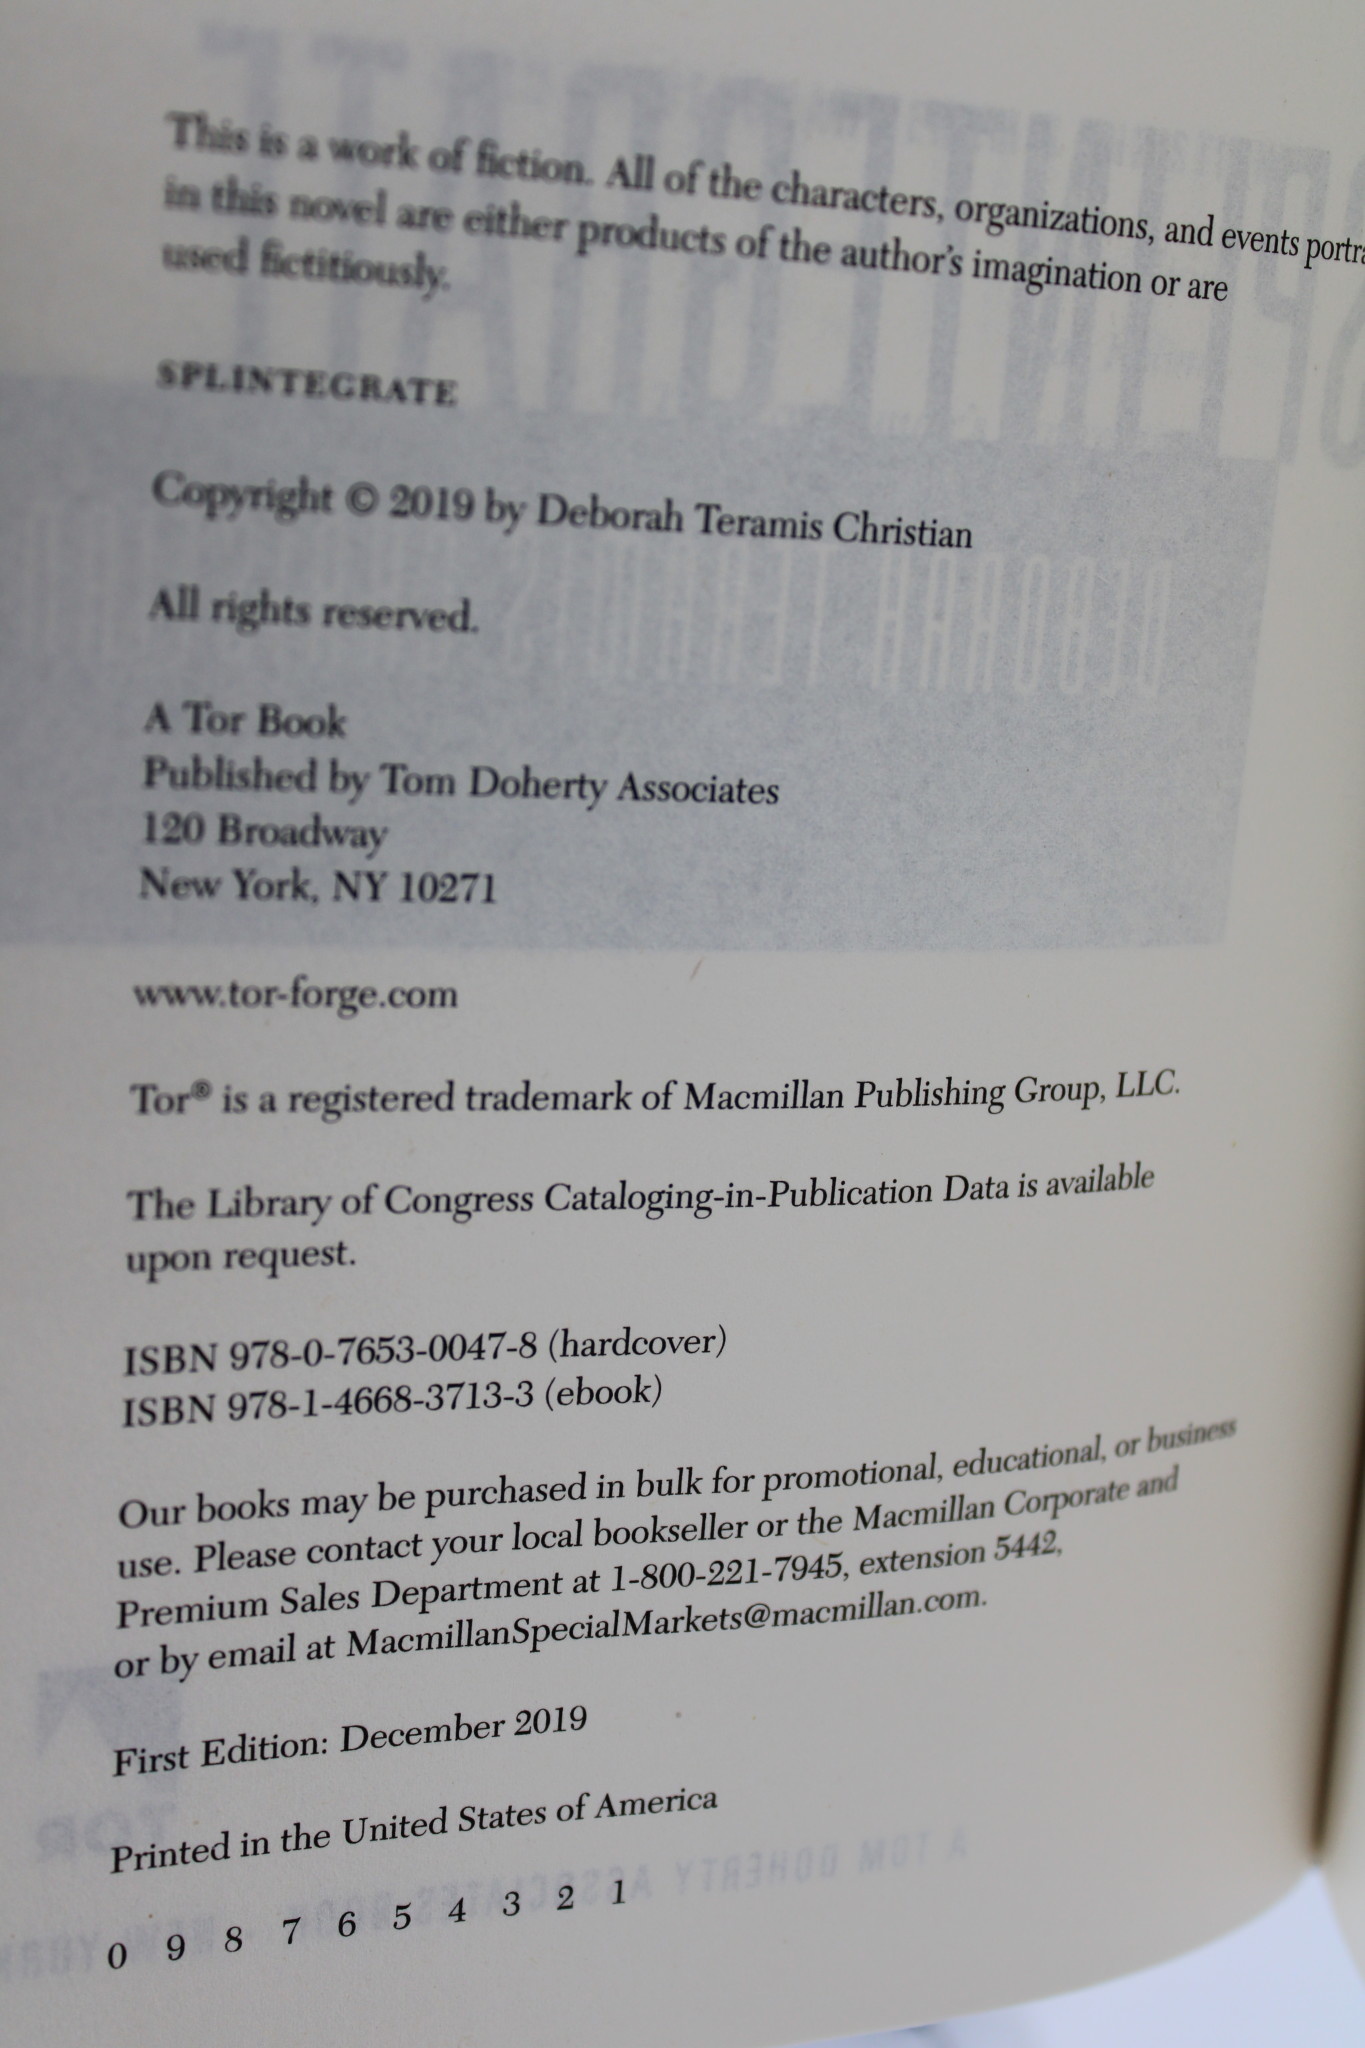 This is a work of fiction. All of the characters, organizations, and events
in this novel are either products of the author's imagination or are
used fictitiously.
SPLINTEGRATE
Copyright © 2019 by Deborah Teramis Christian
All rights reserved.
A Tor Book
Published by Tom Doherty Associates
120 Broadway
New York, NY 10271
www.tor-forge.com
Tor® is a registered trademark of Macmillan Publishing Group, LLC.
The Library of Congress Cataloging-in-Publication Data is available
upon request.
ISBN 978-0-7653-0047-8 (hardcover)
ISBN 978-1-4668-3713-3 (ebook)
Our books may be purchased in bulk for promotional, educational, or business
use. Please contact your local bookseller or the Macmillan Corporate and
Premium Sales Department at 1-800-221-7945, extension 5442,
or by email at MacmillanSpecialMarkets@macmillan.com.
First Edition: December 2019
Printed in the United States of America
0 9 8 7 6 5 4 3 2 1